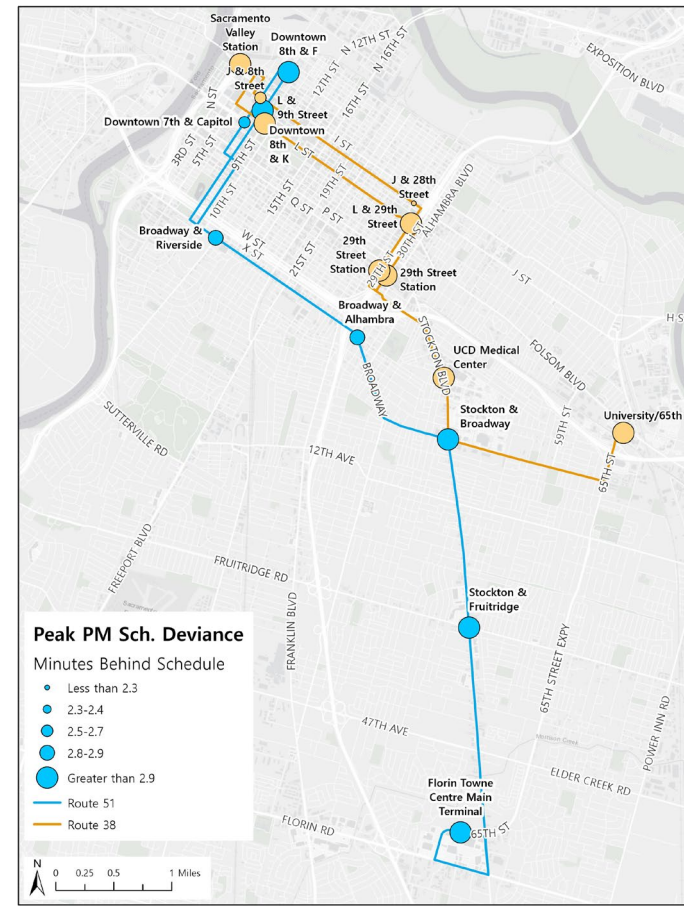 Sacramento
Valley
Station
Downtown
8th & F
N 12TH ST
N 16TH ST
EXPOSITION BLVD
J & 8th
Street
12TH ST
16TH ST
N ST
L &
9th Street
Downtown 7th & Capitol
Downtown
8th
& K
3RD ST
5TH ST
9TH ST
10TH ST
I ST
L ST
19TH ST
15TH ST
Q ST
P ST
J & 28th
Street
ALHAMBRA BLVD
L & 29th
Street
30TH ST
Broadway &
Riverside
W ST
X ST
21ST ST
29th
Street
Station
29TH ST
29th Street
Station
J ST
Broadway &
Alhambra
H S
STOCKTON BLVD
UCD Medical
Center
FOLSOM BLVD
BROADWAY
59TH ST
University/65th
Stockton &
Broadway
SUTTERVILLE RD
12TH AVE
65TH ST
FREEPORT BLVD
FRUITRIDGE RD
Stockton &
Fruitridge
FRANKLIN BLVD
65TH STREET EXPY
POWER INN RD
47TH AVE
ELDER CREEK RD
Florin Towne
Centre Main
Terminal
65TH ST
FLORIN RD
Peak PM Sch. Deviance
Minutes Behind Schedule
Less than 2.3
2.3-2.4
2.5-2.7
2.8-2.9
Greater than 2.9
Route 51
Route 38
N
0 0.25 0.5 1 Miles